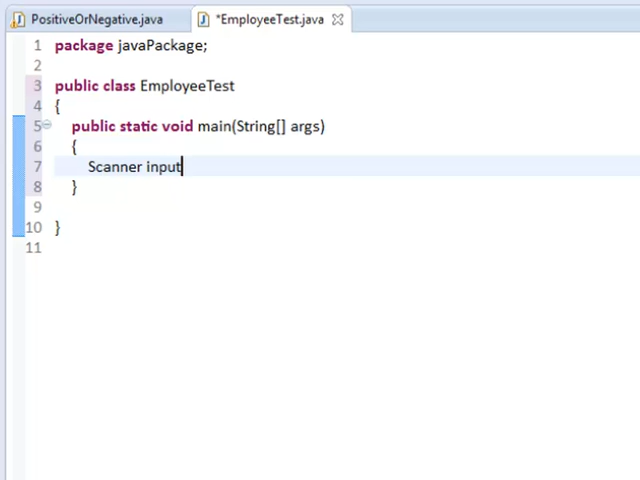 PositiveOrNegative.java *EmployeeTest.java
1 package javaPackage;
2
3 public class EmployeeTest
4 {
5 public static void main(String[] args)
6 {
7 Scanner input
8 }
9
10 }
11